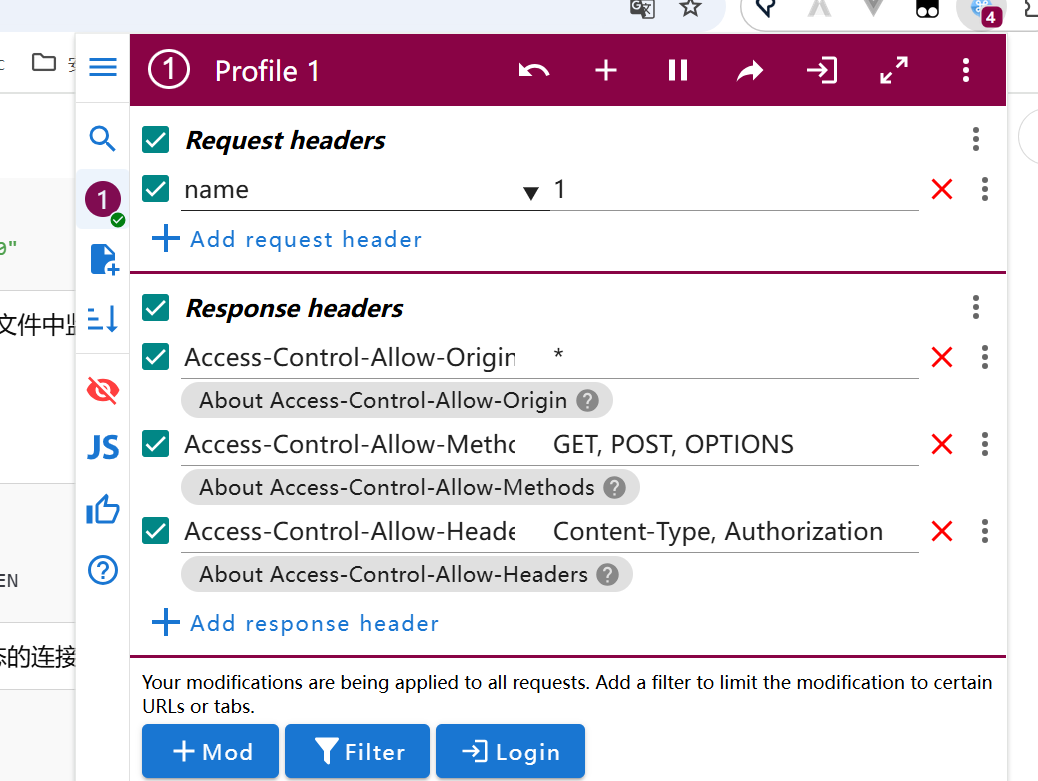 4
1 Profile 1
Request headers
1
name 1
Add request header
0"
Response headers
文件中
Access-Control-Allow-Origin *
About Access-Control-Allow-Origin ?
JS
Access-Control-Allow-Metho GET, POST, OPTIONS
About Access-Control-Allow-Methods ?
Access-Control-Allow-Heade Content-Type, Authorization
About Access-Control-Allow-Headers ?
EN
Add response header
的连接
Your modifications are being applied to all requests. Add a filter to limit the modification to certain
URLs or tabs.
Mod Filter Login